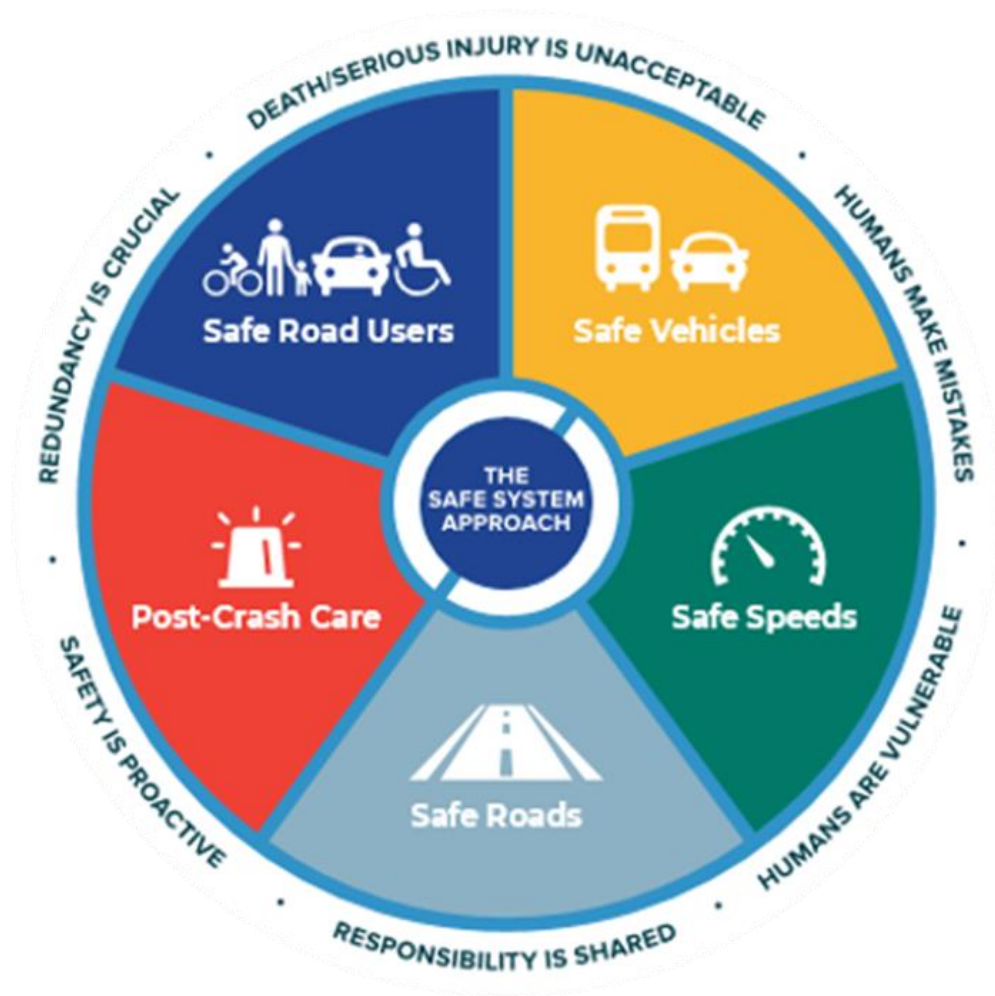 DEATH/SERIOUS INJURY IS UNACCEPTABLE
HUMANS MAKE MISTAKES
HUMANS ARE VULNERABLE
RESPONSIBILITY IS SHARED
SAFETY IS PROACTIVE
REDUNDANCY IS CRUCIAL
Safe Road Users
Safe Vehicles
Safe Speeds
Safe Roads
Post-Crash Care
THE
SAFE SYSTEM
APPROACH